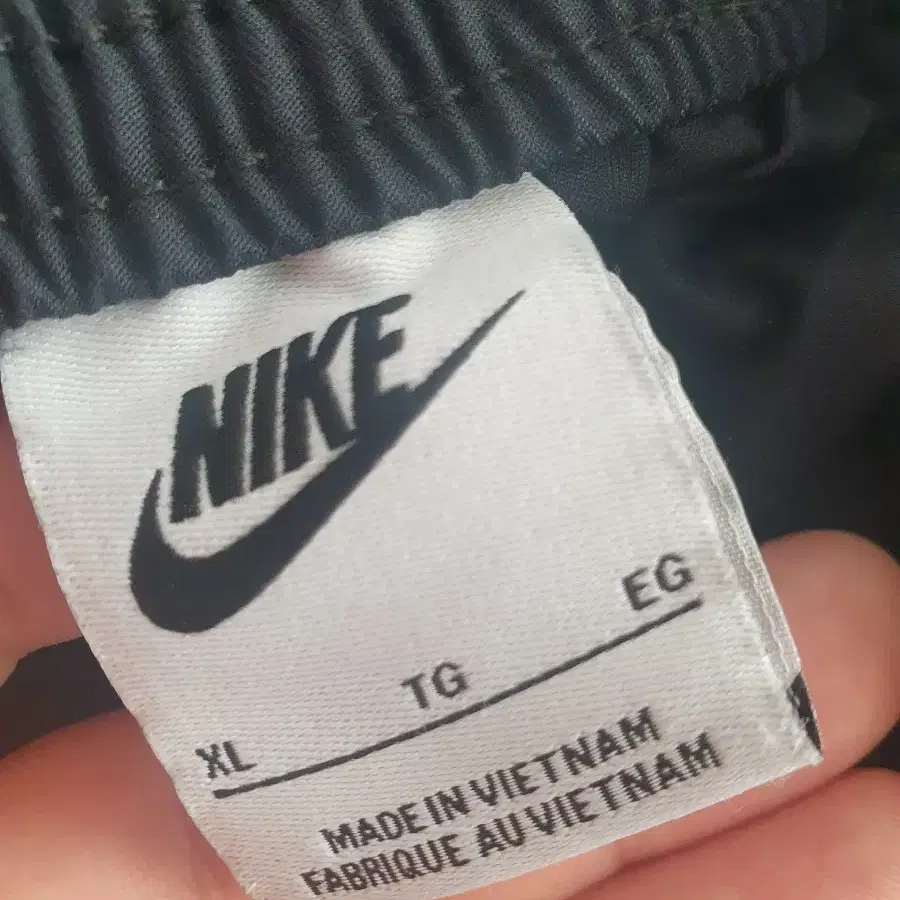 NIKE
XL TG EG
MADE IN VIETNAM
FABRIQUE AU VIETNAM